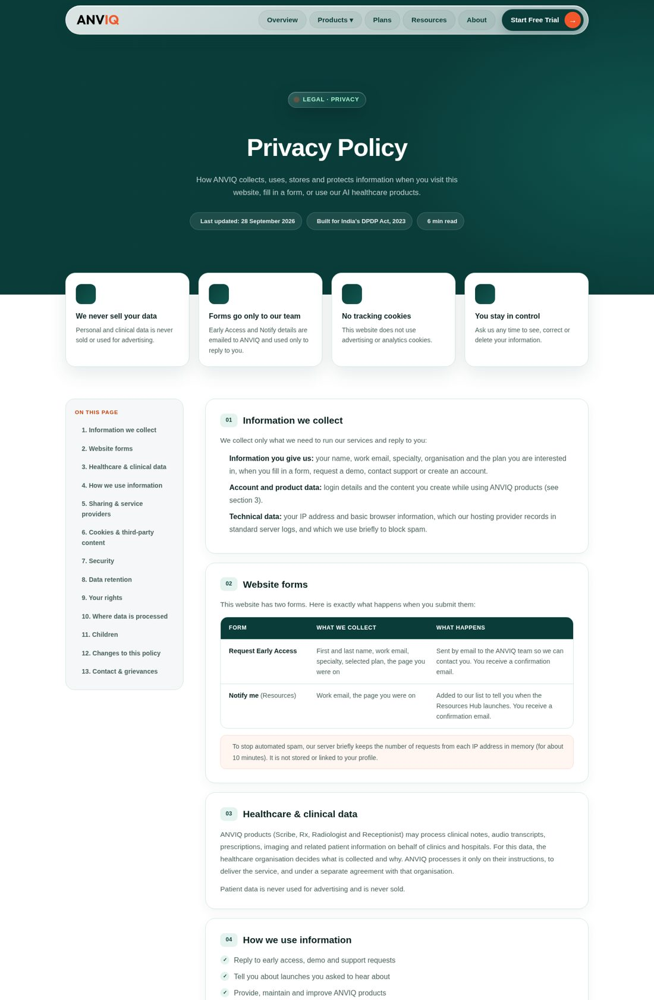 ANVIQ
Overview
Products ▾
Plans
Resources
About
Start Free Trial →
LEGAL · PRIVACY
Privacy Policy
How ANVIQ collects, uses, stores and protects information when you visit this
website, fill in a form, or use our AI healthcare products.
Last updated: 28 September 2026
Built for India's DPDP Act, 2023
6 min read
We never sell your data
Personal and clinical data is never
sold or used for advertising.
Forms go only to our team
Early Access and Notify details are
emailed to ANVIQ and used only to
reply to you.
No tracking cookies
This website does not use
advertising or analytics cookies.
You stay in control
Ask us any time to see, correct or
delete your information.
ON THIS PAGE
1. Information we collect
2. Website forms
3. Healthcare & clinical data
4. How we use information
5. Sharing & service
providers
6. Cookies & third-party
content
7. Security
8. Data retention
9. Your rights
10. Where data is processed
11. Children
12. Changes to this policy
13. Contact & grievances
01 Information we collect
We collect only what we need to run our services and reply to you:
Information you give us: your name, work email, specialty, organisation and the plan you are interested
in, when you fill in a form, request a demo, contact support or create an account.
Account and product data: login details and the content you create while using ANVIQ products (see
section 3).
Technical data: your IP address and basic browser information, which our hosting provider records in
standard server logs, and which we use briefly to block spam.
02 Website forms
This website has two forms. Here is exactly what happens when you submit them:
FORM
WHAT WE COLLECT
WHAT HAPPENS
Request Early Access
First and last name, work email,
specialty, selected plan, the page you
were on
Sent by email to the ANVIQ team so we can
contact you. You receive a confirmation
email.
Notify me (Resources)
Work email, the page you were on
Added to our list to tell you when the
Resources Hub launches. You receive a
confirmation email.
To stop automated spam, our server briefly keeps the number of requests from each IP address in memory (for about
10 minutes). It is not stored or linked to your profile.
03 Healthcare & clinical data
ANVIQ products (Scribe, Rx, Radiologist and Receptionist) may process clinical notes, audio transcripts,
prescriptions, imaging and related patient information on behalf of clinics and hospitals. For this data, the
healthcare organisation decides what is collected and why. ANVIQ processes it only on their instructions, to
deliver the service, and under a separate agreement with that organisation.
Patient data is never used for advertising and is never sold.
04 How we use information
✓ Reply to early access, demo and support requests
✓ Tell you about launches you asked to hear about
✓ Provide, maintain and improve ANVIQ products